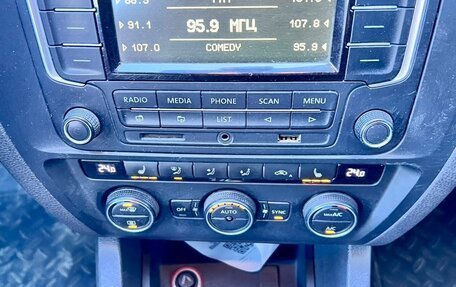 91.1
95.9 МГЦ
107.8
107.0
COMEDY
95.9
RADIO MEDIA PHONE SCAN MENU
LIST
24.0
24.0
OFF
AUTO
SYNC
MAX A/C
A/C